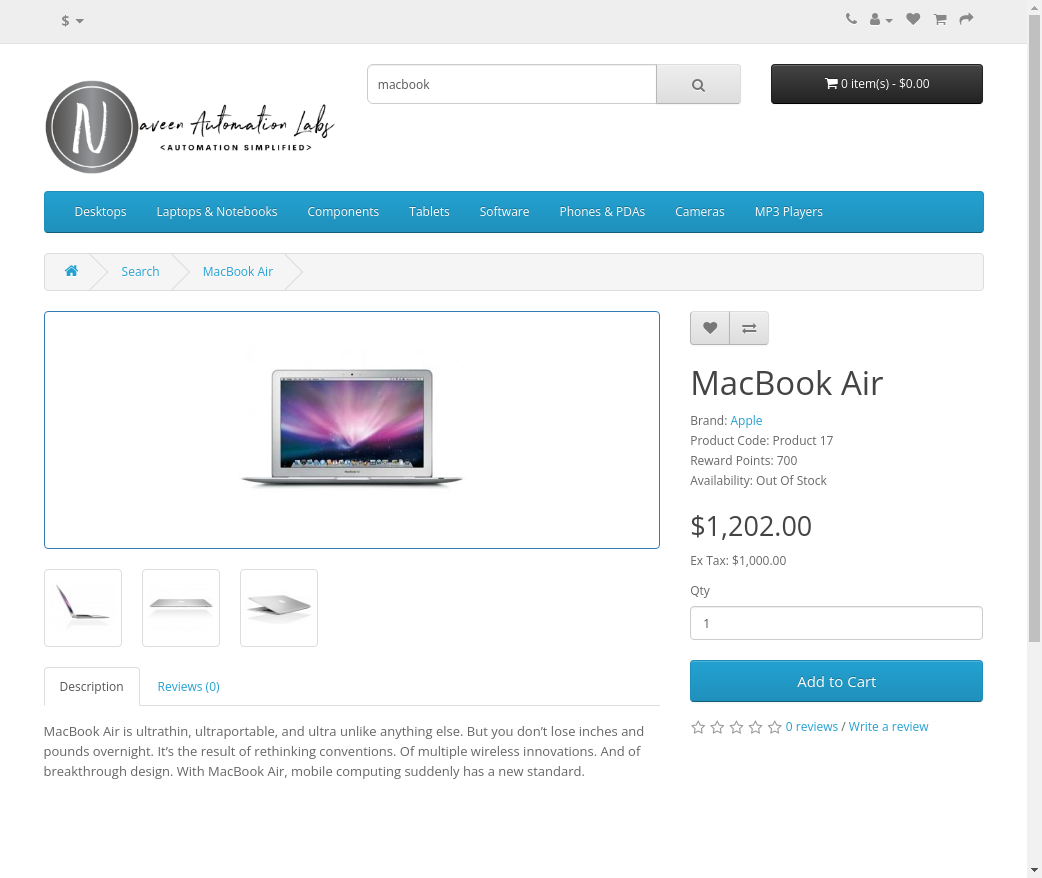 $
macbook
0 item(s) - $0.00
N aveen Automation Labs
<AUTOMATION SIMPLIFIED>
Desktops Laptops & Notebooks Components Tablets Software Phones & PDAs Cameras MP3 Players
Search MacBook Air
MacBook Air
Brand: Apple
Product Code: Product 17
Reward Points: 700
Availability: Out Of Stock
$1,202.00
Ex Tax: $1,000.00
Qty
1
Add to Cart
0 reviews / Write a review
Description Reviews (0)
MacBook Air is ultrathin, ultraportable, and ultra unlike anything else. But you don’t lose inches and
pounds overnight. It’s the result of rethinking conventions. Of multiple wireless innovations. And of
breakthrough design. With MacBook Air, mobile computing suddenly has a new standard.